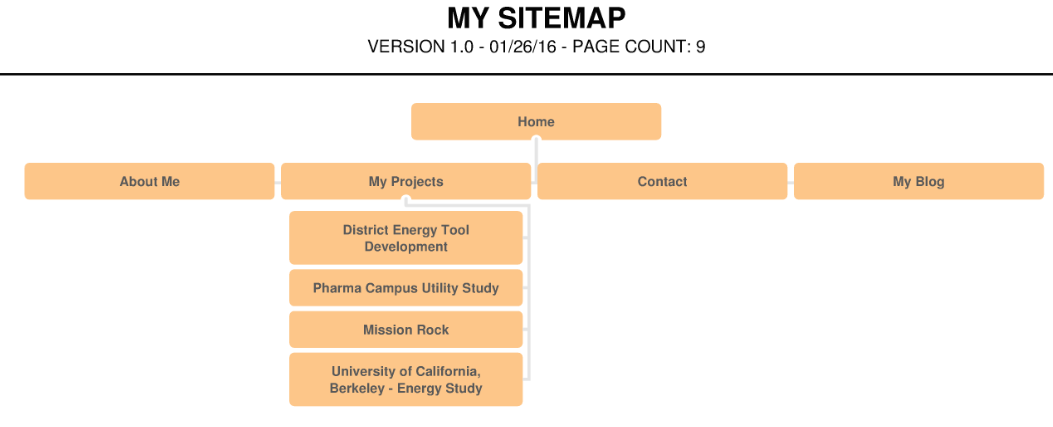 MY SITEMAP
VERSION 1.0 - 01/26/16 - PAGE COUNT: 9
Home
About Me
My Projects
Contact
My Blog
District Energy Tool
Development
Pharma Campus Utility Study
Mission Rock
University of California,
Berkeley - Energy Study